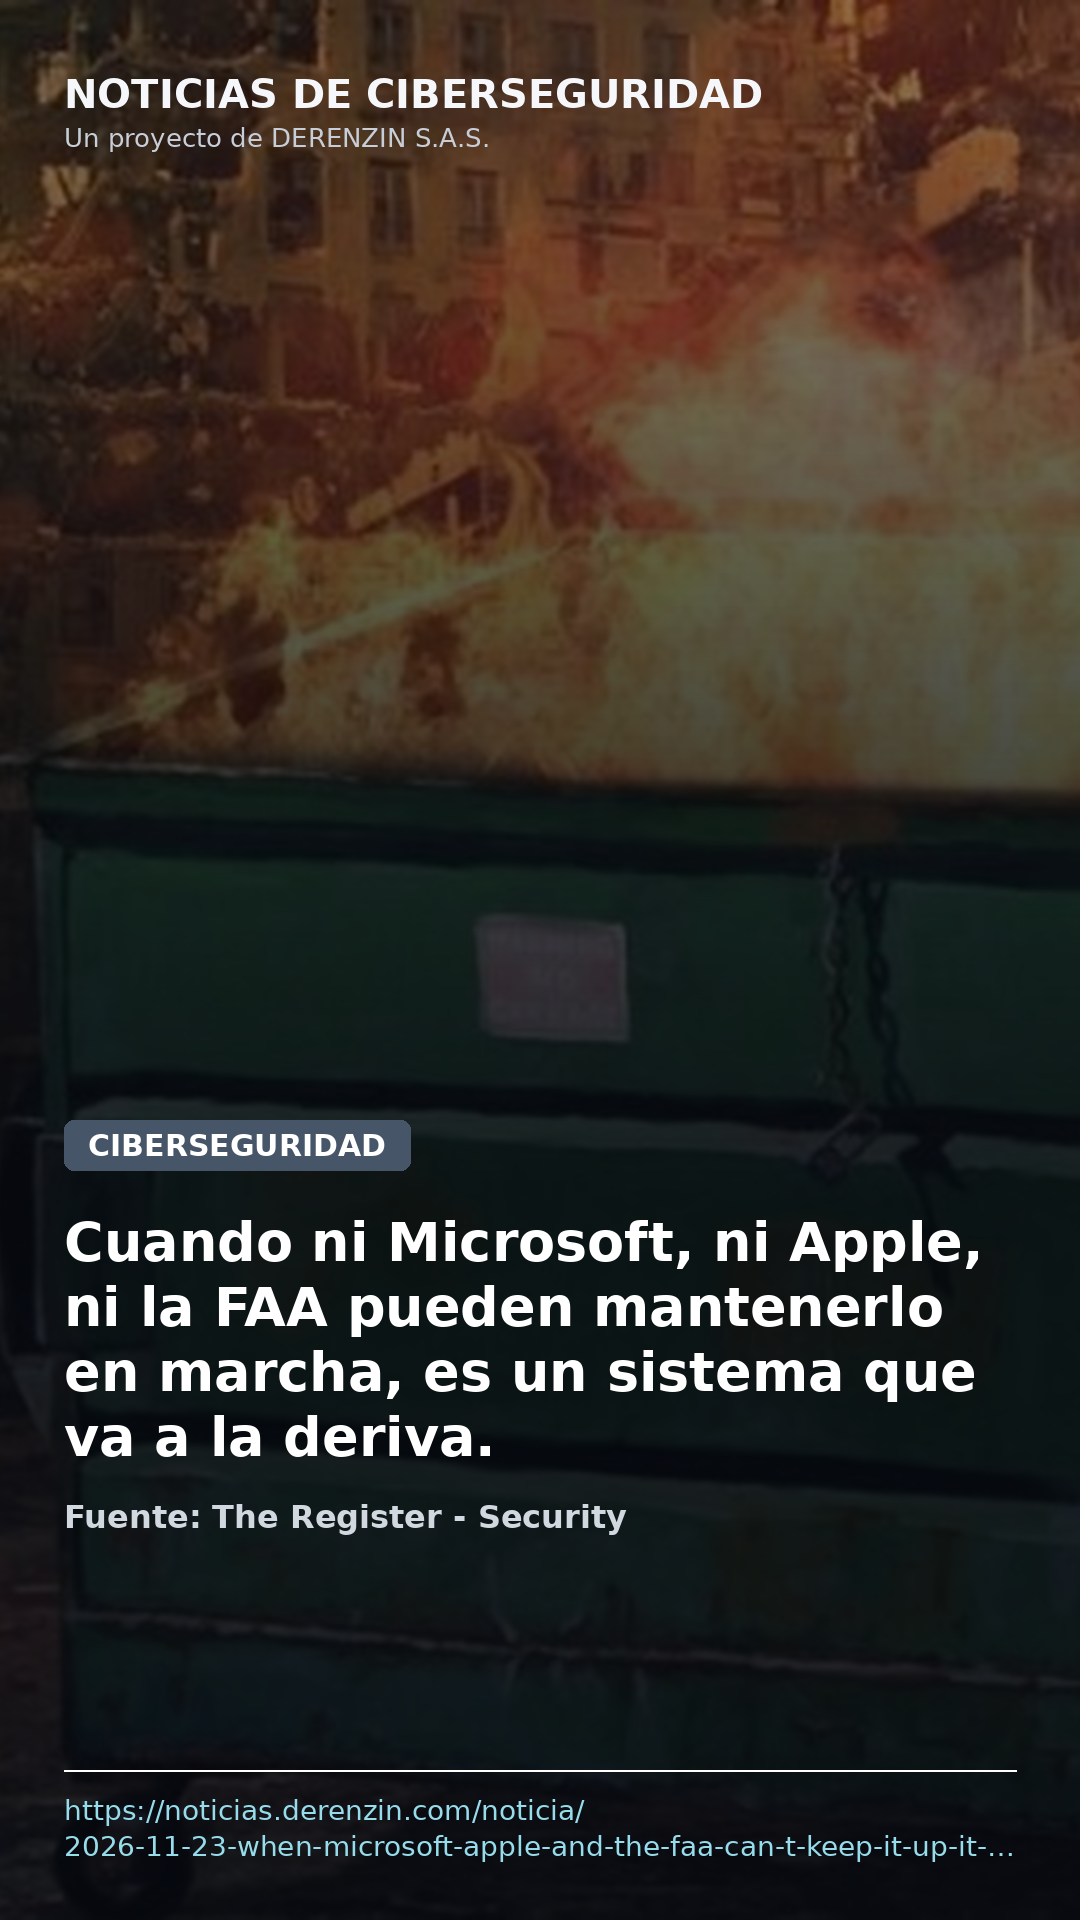 NOTICIAS DE CIBERSEGURIDAD
Un proyecto de DERENZIN S.A.S.
CIBERSEGURIDAD
Cuando ni Microsoft, ni Apple,
ni la FAA pueden mantenerlo
en marcha, es un sistema que
va a la deriva.
Fuente: The Register - Security
https://noticias.derenzin.com/noticia/
2026-11-23-when-microsoft-apple-and-the-faa-can-t-keep-it-up-it-…